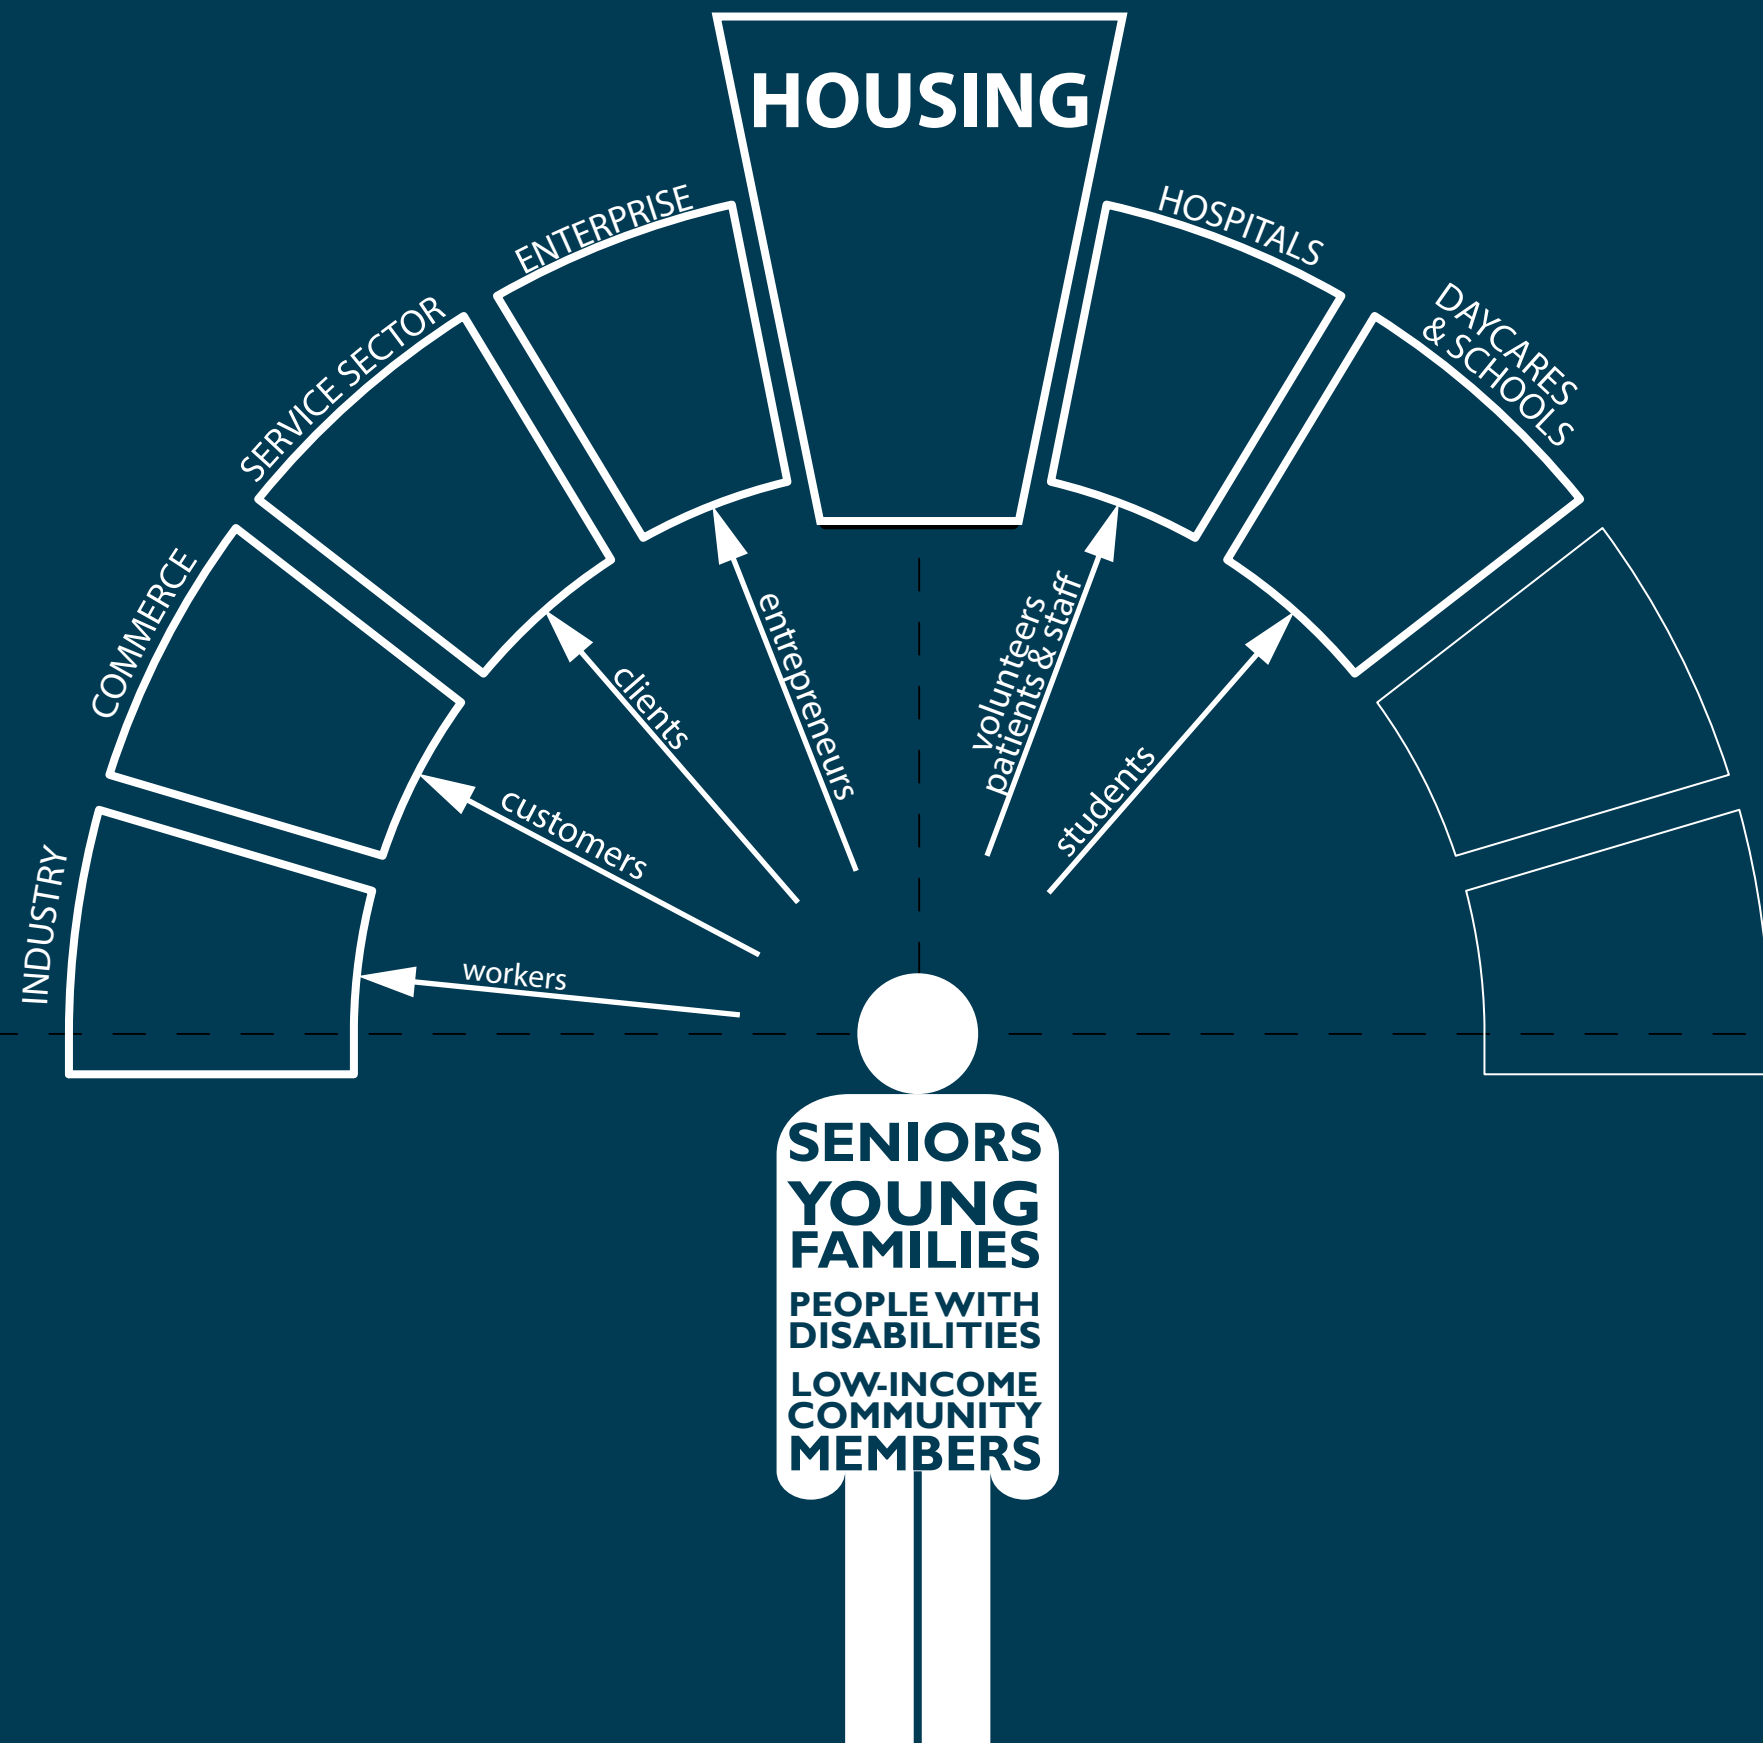 HOUSING
ENTERPRISE
HOSPITALS
SERVICE SECTOR
DAYCARES
& SCHOOLS
COMMERCE
INDUSTRY
entrepreneurs
volunteers
patients & staff
clients
students
customers
workers
SENIORS
YOUNG
FAMILIES
PEOPLE WITH
DISABILITIES
LOW-INCOME
COMMUNITY
MEMBERS